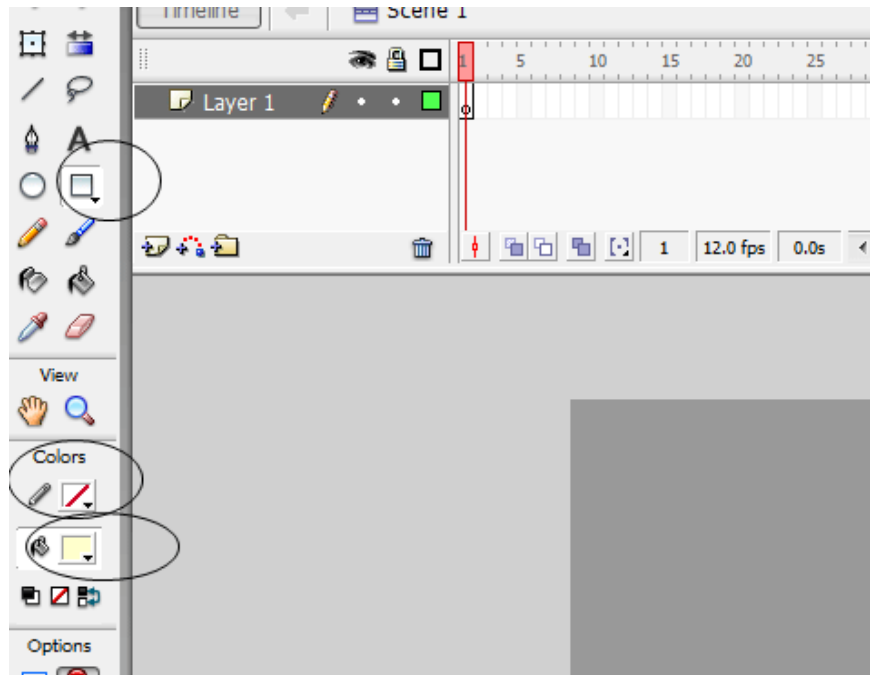 Timeline Scene 1
1 5 10 15 20 25
Layer 1
A
1 12.0 fps 0.0s
View
Colors
Options